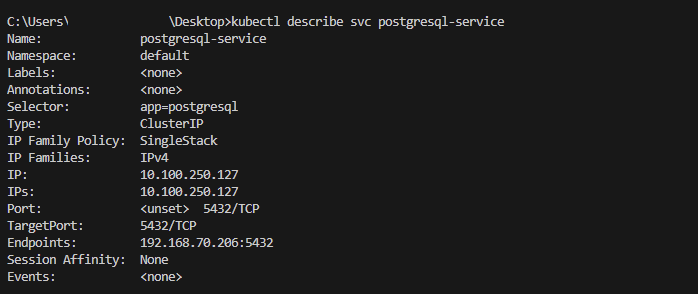 C:\Users\ \Desktop>kubectl describe svc postgresql-service
Name: postgresql-service
Namespace: default
Labels: <none>
Annotations: <none>
Selector: app=postgresql
Type: ClusterIP
IP Family Policy: SingleStack
IP Families: IPv4
IP: 10.100.250.127
IPs: 10.100.250.127
Port: <unset> 5432/TCP
TargetPort: 5432/TCP
Endpoints: 192.168.70.206:5432
Session Affinity: None
Events: <none>